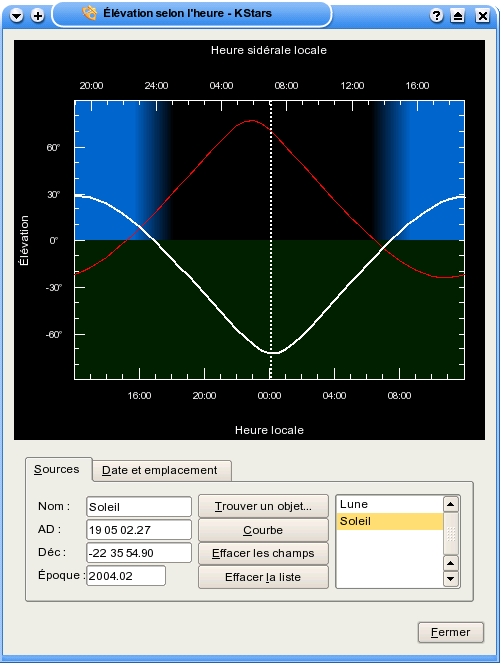 Élévation selon l'heure - KStars
Heure sidérale locale
20:00 24:00 04:00 08:00 12:00 16:00
60°
30°
0°
-30°
-60°
Élévation
16:00 20:00 00:00 04:00 08:00
Heure locale
Sources Date et emplacement
Nom : Soleil Trouver un objet... Lune
AD : 19 05 02.27 Courbe Soleil
Déc : -22 35 54.90 Effacer les champs
Époque : 2004.02 Effacer la liste
Fermer